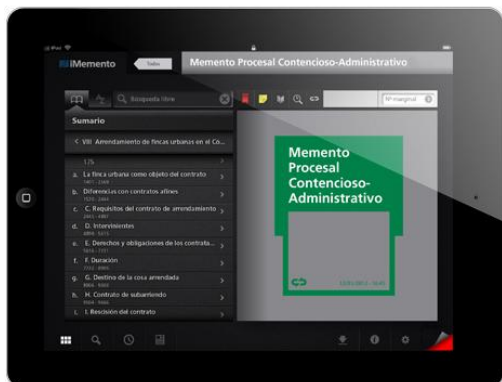 iPad
iMemento
Todos
Memento Procesal Contencioso-Administrativo
Búsqueda libre
Nº marginal
Sumario
< VIII Arrendamiento de fincas urbanas en el Có...
a. La finca urbana como objeto del contrato
b. Diferencias con contratos afines
c. C. Requisitos del contrato de arrendamiento
d. D. Intervinientes
e. E. Derechos y obligaciones de los contrata...
f. F. Duración
g. G. Destino de la cosa arrendada
h. H. Contrato de subarriendo
i. I. Rescisión del contrato
Memento
Procesal
Contencioso-
Administrativo